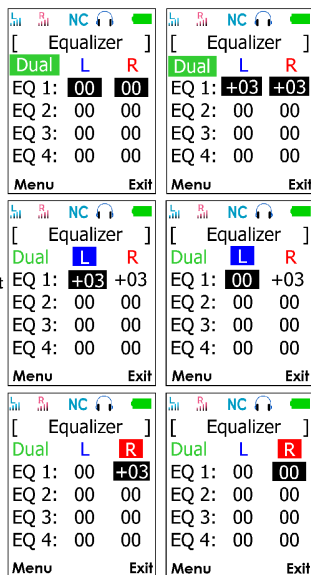 L R NC
[ Equalizer ]
Dual L R
EQ 1: 00 00
EQ 2: 00 00
EQ 3: 00 00
EQ 4: 00 00
Menu Exit
L R NC
[ Equalizer ]
Dual L R
EQ 1: +03 +03
EQ 2: 00 00
EQ 3: 00 00
EQ 4: 00 00
Menu Exit
L R NC
[ Equalizer ]
Dual L R
t
EQ 1: +03 +03
EQ 2: 00 00
EQ 3: 00 00
EQ 4: 00 00
Menu Exit
L R NC
[ Equalizer ]
Dual L R
EQ 1: 00 +03
EQ 2: 00 00
EQ 3: 00 00
EQ 4: 00 00
Menu Exit
L R NC
[ Equalizer ]
Dual L R
EQ 1: 00 +03
EQ 2: 00 00
EQ 3: 00 00
EQ 4: 00 00
Menu Exit
L R NC
[ Equalizer ]
Dual L R
EQ 1: 00 00
EQ 2: 00 00
EQ 3: 00 00
EQ 4: 00 00
Menu Exit